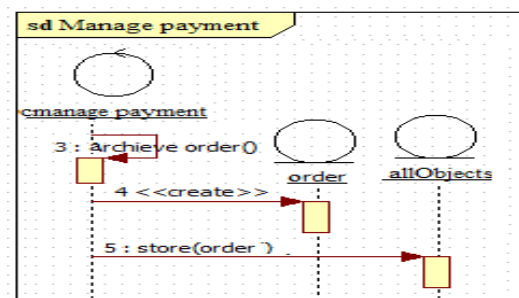 sd Manage payment
cmanage payment
3 : archieve order()
order
allObjects
4 <<create>>
5 : store(order )